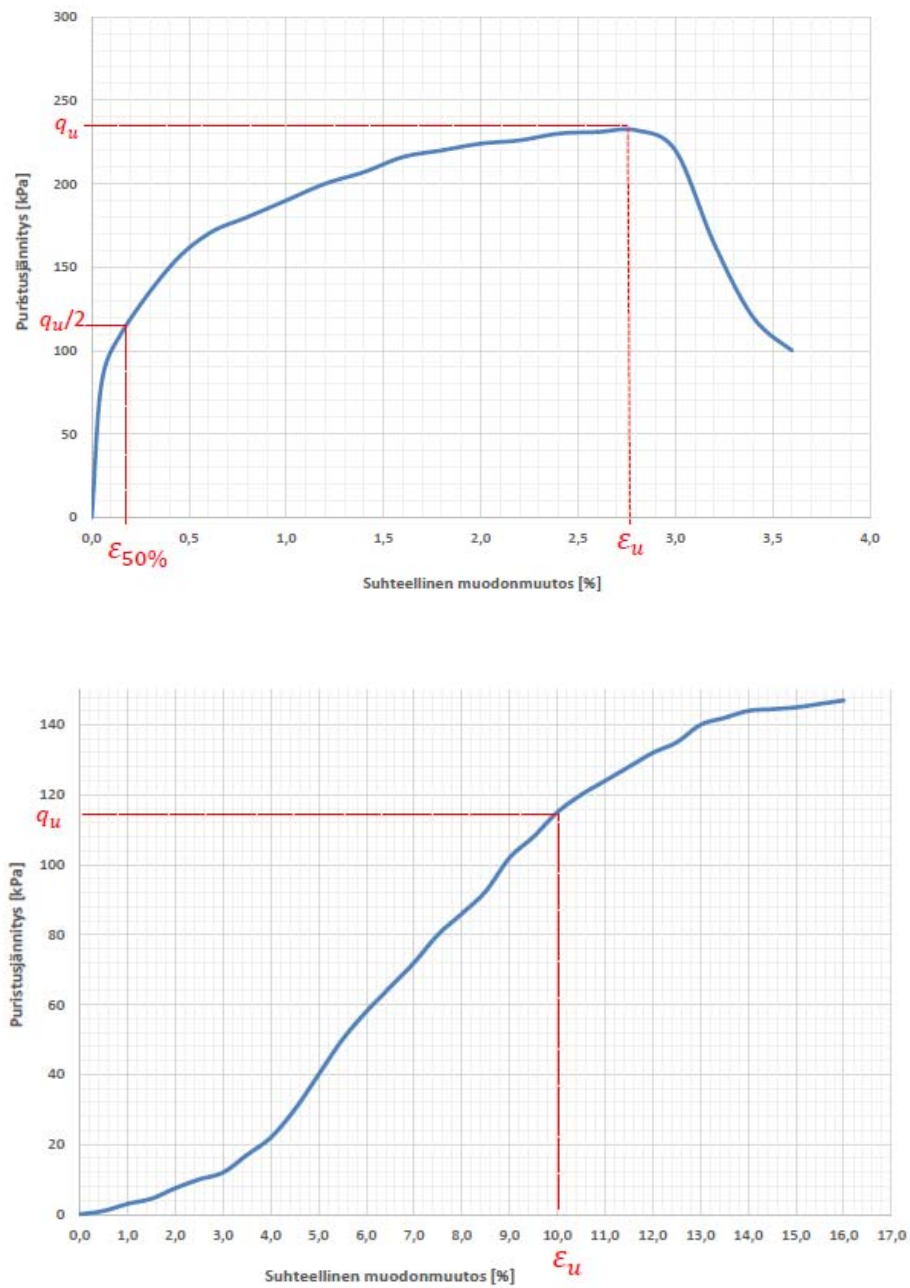 300
250
q_u
200
Puristusjännitys [kPa]
150
q_u/2
100
50
0
0,0 0,5 1,0 1,5 2,0 2,5 3,0 3,5 4,0
ε_50% ε_u
Suhteellinen muodonmuutos [%]
140
120
q_u
100
Puristusjännitys [kPa]
80
60
40
20
0
0,0 1,0 2,0 3,0 4,0 5,0 6,0 7,0 8,0 9,0 10,0 11,0 12,0 13,0 14,0 15,0 16,0 17,0
ε_u
Suhteellinen muodonmuutos [%]